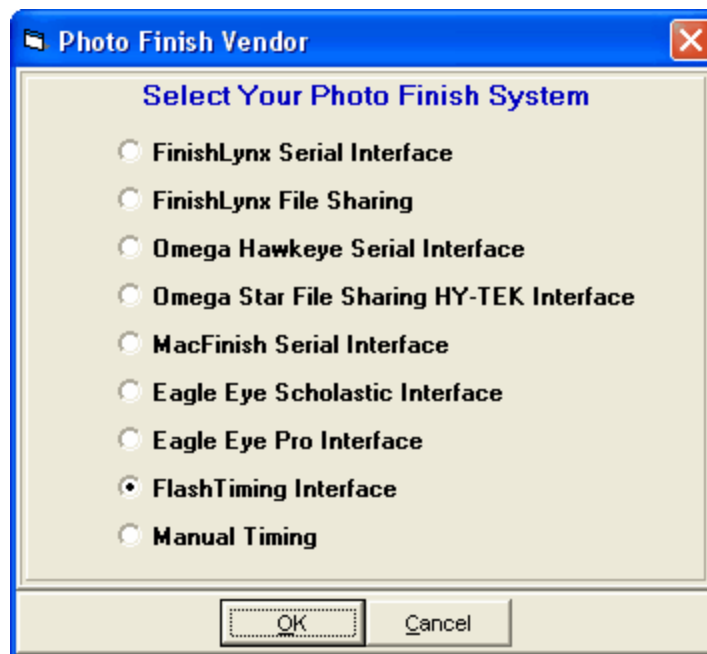 Photo Finish Vendor
Select Your Photo Finish System
FinishLynx Serial Interface
FinishLynx File Sharing
Omega Hawkeye Serial Interface
Omega Star File Sharing HY-TEK Interface
MacFinish Serial Interface
Eagle Eye Scholastic Interface
Eagle Eye Pro Interface
FlashTiming Interface
Manual Timing
OK Cancel